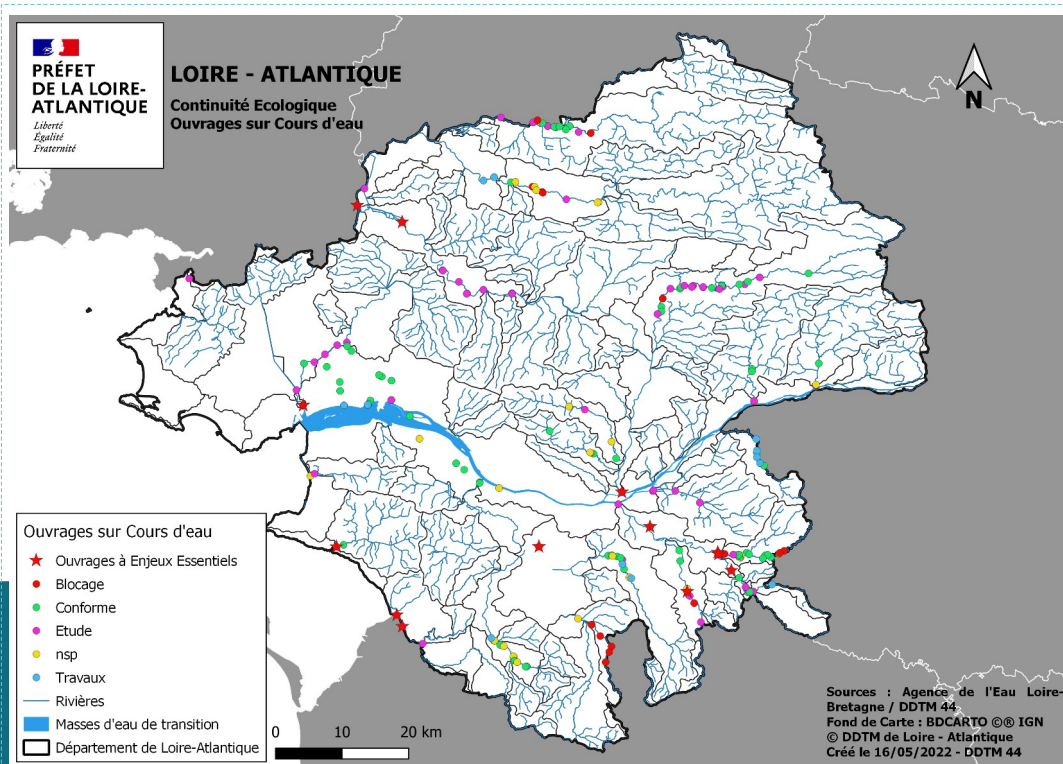 PRÉFET
DE LA LOIRE-
ATLANTIQUE
Liberté
Égalité
Fraternité
LOIRE - ATLANTIQUE
Continuité Ecologique
Ouvrages sur Cours d'eau
N
Ouvrages sur Cours d'eau
Ouvrages à Enjeux Essentiels
Blocage
Conforme
Etude
nsp
Travaux
Rivières
Masses d'eau de transition
Département de Loire-Atlantique
0 10 20 km
Sources : Agence de l'Eau Loire-
Bretagne / DDTM 44
Fond de Carte : BDCARTO ©® IGN
© DDTM de Loire - Atlantique
Créé le 16/05/2022 - DDTM 44